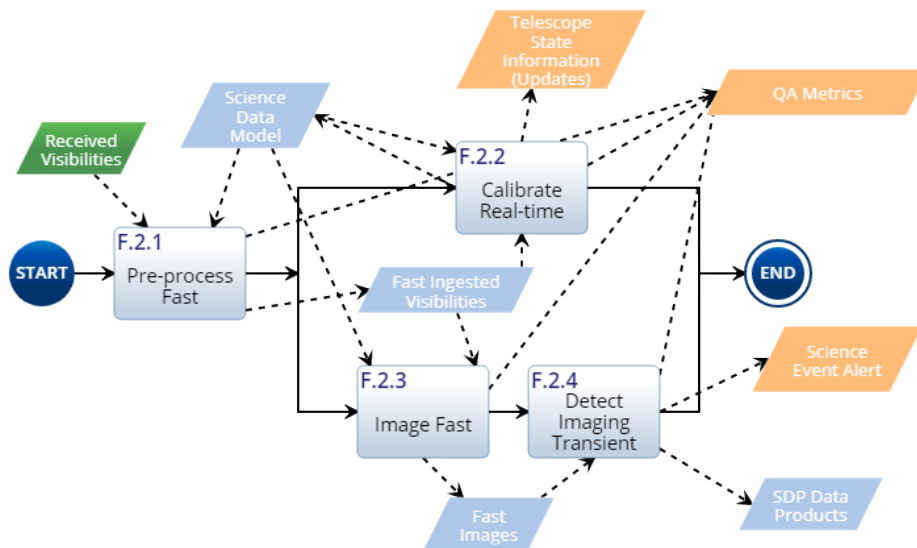 Telescope
State
Information
(Updates)
QA Metrics
Science
Data
Model
Received
Visibilities
F.2.2
Calibrate
Real-time
F.2.1
Pre-process
Fast
START
END
Fast Ingested
Visibilities
F.2.3
Image Fast
F.2.4
Detect
Imaging
Transient
Science
Event Alert
Fast
Images
SDP Data
Products